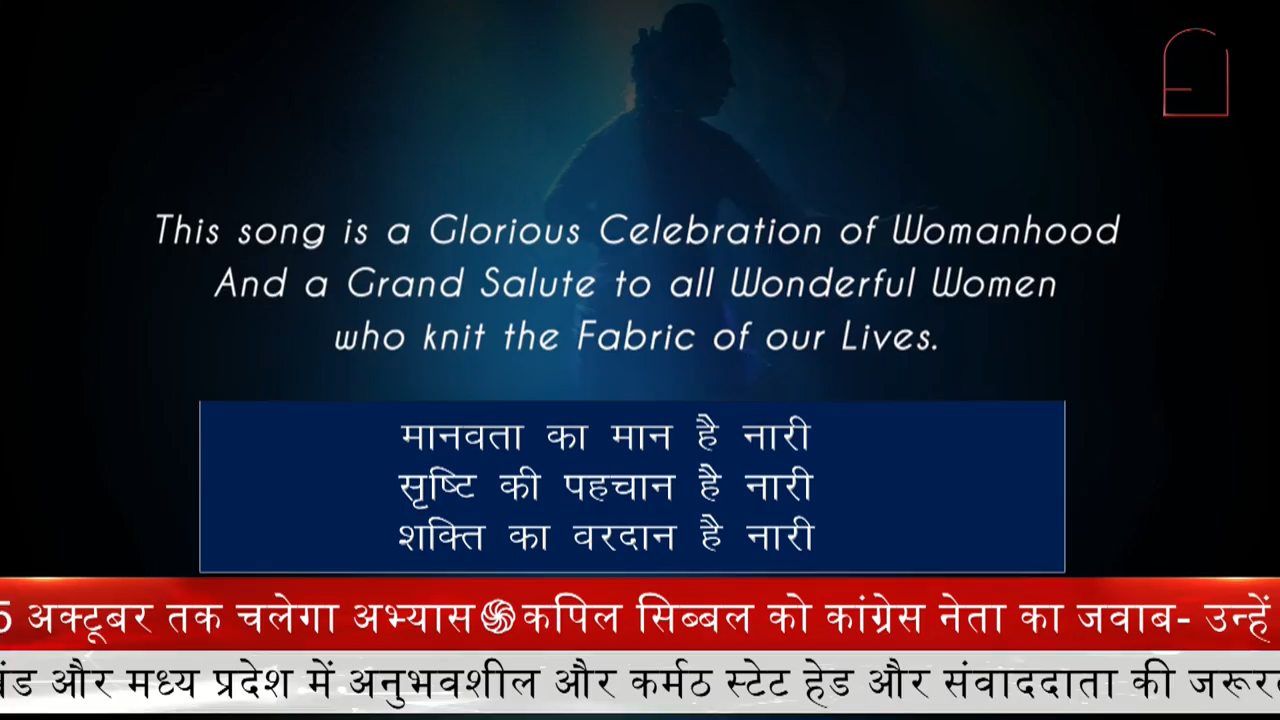 This song is a Glorious Celebration of Womanhood
And a Grand Salute to all Wonderful Women
who knit the Fabric of our Lives.
मानवता का मान है नारी
सृष्टि की पहचान है नारी
शक्ति का वरदान है नारी
5 अक्टूबर तक चलेगा अभ्यास कपिल सिब्बल को कांग्रेस नेता का जवाब- उन्हें
और मध्य प्रदेश में अनुभवशील और कर्मठ स्टेट हेड और संवाददाता की